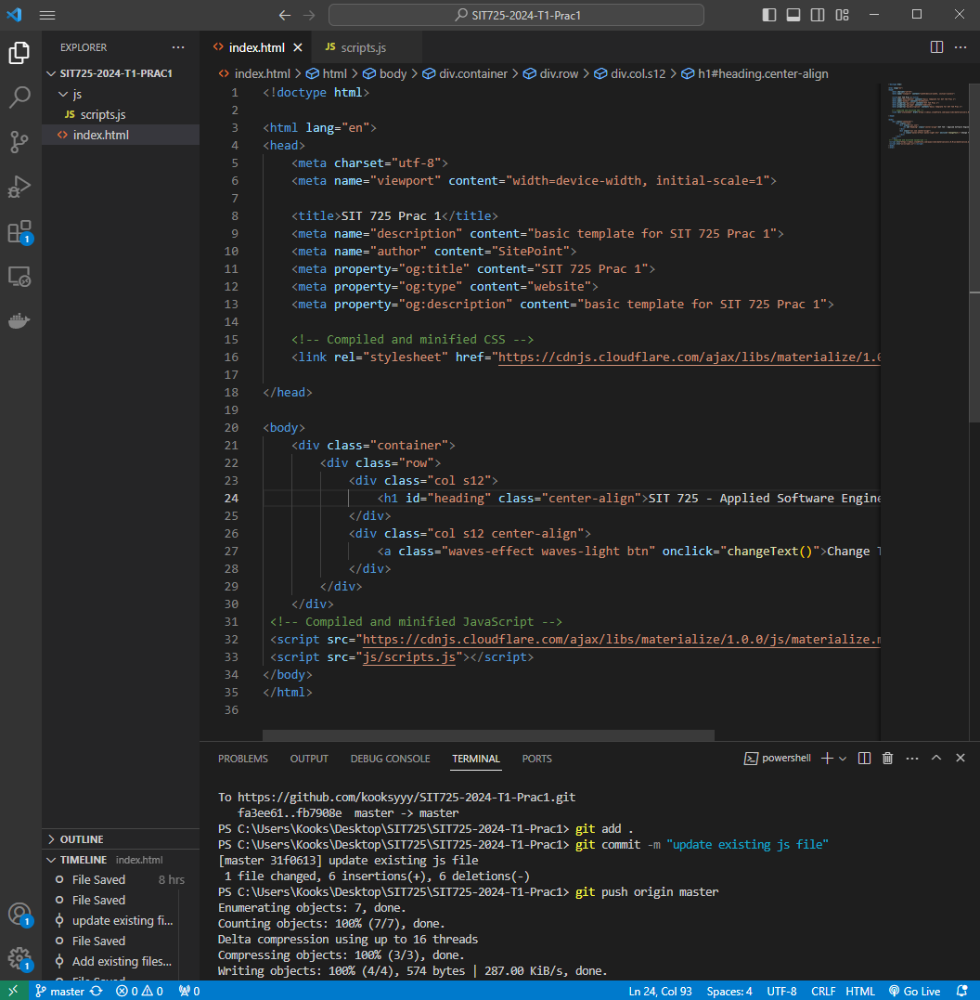 SIT725-2024-T1-Prac1
EXPLORER
SIT725-2024-T1-PRAC1
js
JS scripts.js
<> index.html
<> index.html
JS scripts.js
<> index.html > html > body > div.container > div.row > div.col.s12 > h1#heading.center-align
1 <!doctype html>
2
3 <html lang="en">
4 <head>
5 <meta charset="utf-8">
6 <meta name="viewport" content="width=device-width, initial-scale=1">
7
8 <title>SIT 725 Prac 1</title>
9 <meta name="description" content="basic template for SIT 725 Prac 1">
10 <meta name="author" content="SitePoint">
11 <meta property="og:title" content="SIT 725 Prac 1">
12 <meta property="og:type" content="website">
13 <meta property="og:description" content="basic template for SIT 725 Prac 1">
14
15 <!-- Compiled and minified CSS -->
16 <link rel="stylesheet" href="https://cdnjs.cloudflare.com/ajax/libs/materialize/1.0
17
18 </head>
19
20 <body>
21 <div class="container">
22 <div class="row">
23 <div class="col s12">
24 <h1 id="heading" class="center-align">SIT 725 - Applied Software Engine
25 </div>
26 <div class="col s12 center-align">
27 <a class="waves-effect waves-light btn" onclick="changeText()">Change T
28 </div>
29 </div>
30 </div>
31 <!-- Compiled and minified JavaScript -->
32 <script src="https://cdnjs.cloudflare.com/ajax/libs/materialize/1.0.0/js/materialize.m
33 <script src="js/scripts.js"></script>
34 </body>
35 </html>
36
PROBLEMS OUTPUT DEBUG CONSOLE TERMINAL PORTS
powershell
To https://github.com/kooksyyy/SIT725-2024-T1-Prac1.git
fa3ee61..fb7908e master -> master
PS C:\Users\Kooks\Desktop\SIT725\SIT725-2024-T1-Prac1> git add .
PS C:\Users\Kooks\Desktop\SIT725\SIT725-2024-T1-Prac1> git commit -m "update existing js file"
[master 31f0613] update existing js file
1 file changed, 6 insertions(+), 6 deletions(-)
PS C:\Users\Kooks\Desktop\SIT725\SIT725-2024-T1-Prac1> git push origin master
Enumerating objects: 7, done.
Counting objects: 100% (7/7), done.
Delta compression using up to 16 threads
Compressing objects: 100% (3/3), done.
Writing objects: 100% (4/4), 574 bytes | 287.00 KiB/s, done.
OUTLINE
TIMELINE index.html
File Saved 8 hrs
File Saved
update existing fi...
File Saved
Add existing files...
File Saved
1
1
1
master
0 0
0
Ln 24, Col 93
Spaces: 4
UTF-8
CRLF
HTML
Go Live